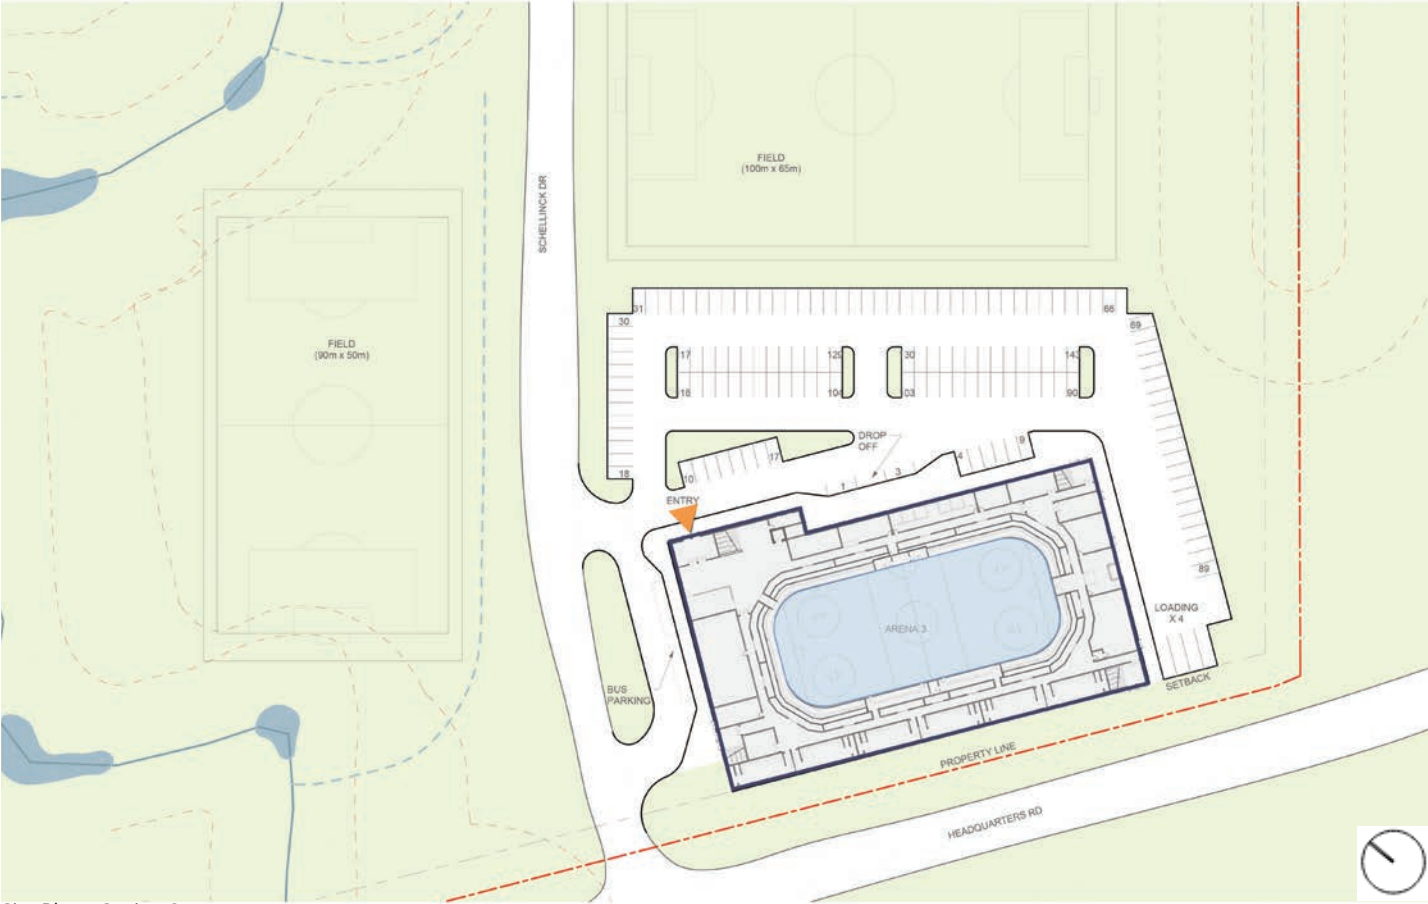 SCHELLINCK DR
FIELD
(100m x 65m)
FIELD
(90m x 50m)
31
66
30
69
17
129
30
143
18
104
03
90
DROP
OFF
9
17
4
18
10
3
1
ENTRY
89
LOADING
X 4
ARENA 3
BUS
PARKING
SETBACK
PROPERTY LINE
HEADQUARTERS RD